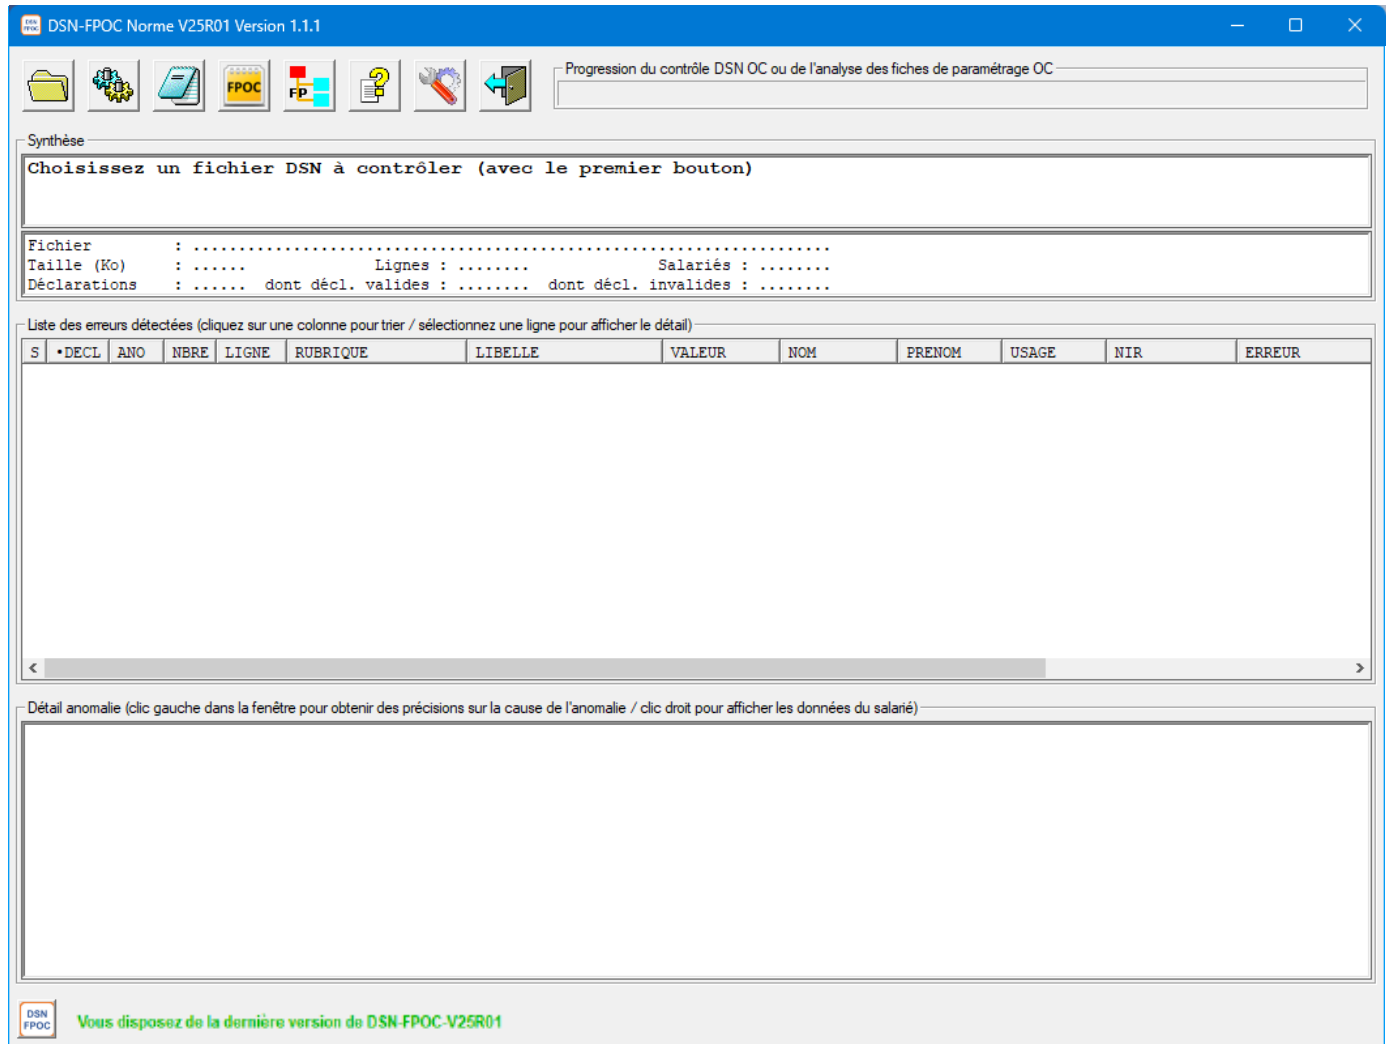 DSN-FPOC Norme V25R01 Version 1.1.1
FPOC
FP
Progression du contrôle DSN OC ou de l'analyse des fiches de paramétrage OC
Synthèse
Choisissez un fichier DSN à contrôler (avec le premier bouton)
Fichier : ......................................................................
Taille (Ko) : ...... Lignes : ........ Salariés : ........
Déclarations : ...... dont décl. valides : ........ dont décl. invalides : ........
Liste des erreurs détectées (cliquez sur une colonne pour trier / sélectionnez une ligne pour afficher le détail)
S •DECL ANO NBRE LIGNE RUBRIQUE LIBELLE VALEUR NOM PRENOM USAGE NIR ERREUR
Détail anomalie (clic gauche dans la fenêtre pour obtenir des précisions sur la cause de l'anomalie / clic droit pour afficher les données du salarié)
DSN
FPOC
Vous disposez de la dernière version de DSN-FPOC-V25R01